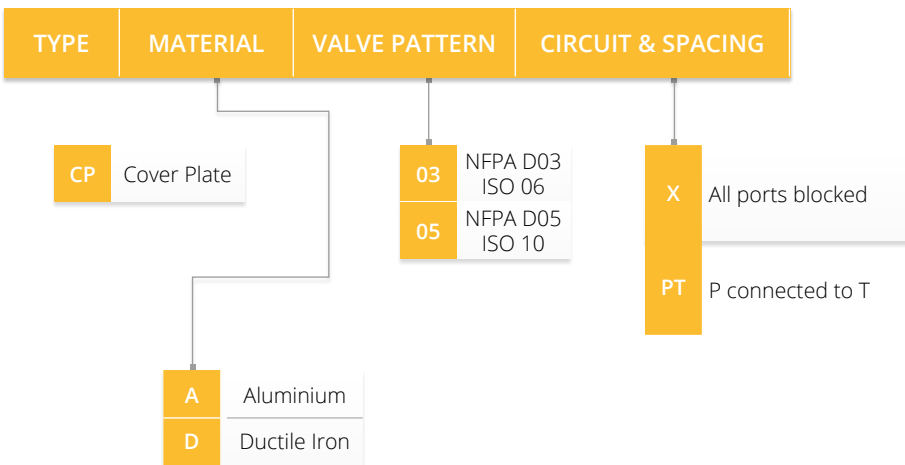 TYPE MATERIAL VALVE PATTERN CIRCUIT & SPACING
CP Cover Plate
03 NFPA D03
ISO 06
05 NFPA D05
ISO 10
X All ports blocked
PT P connected to T
A Aluminium
D Ductile Iron